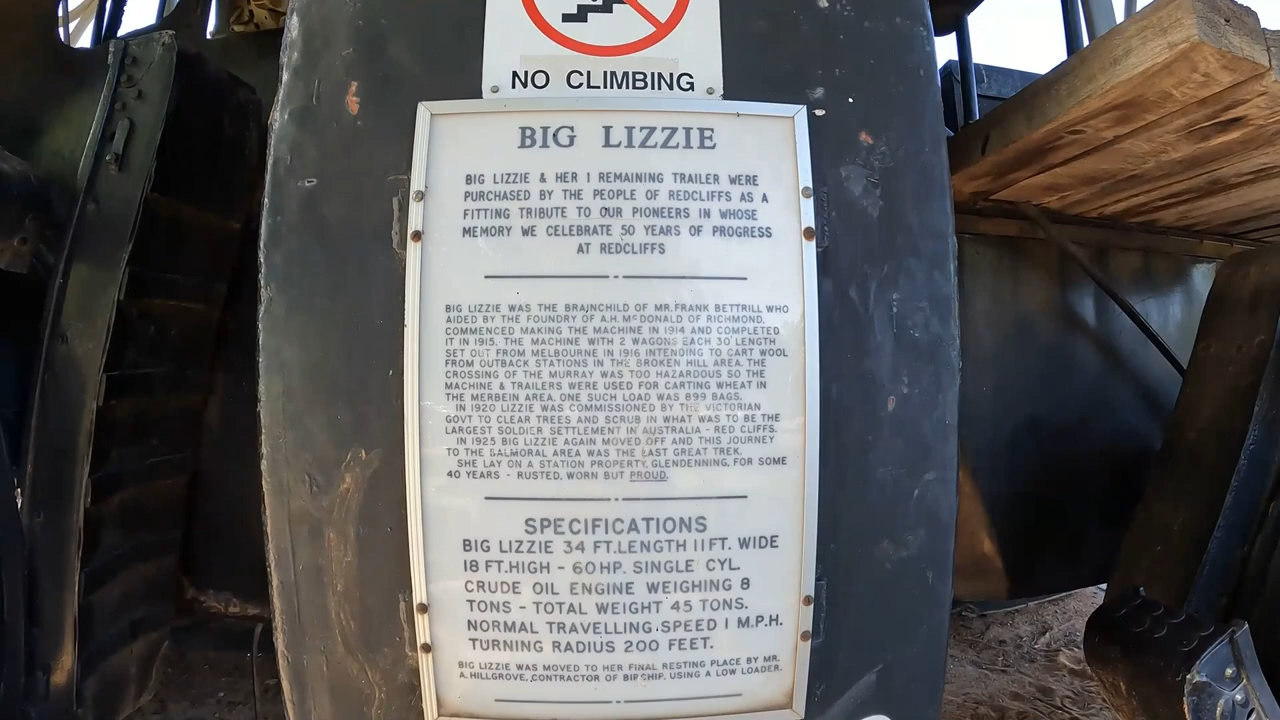 NO CLIMBING
BIG LIZZIE
BIG LIZZIE & HER 1 REMAINING TRAILER WERE
PURCHASED BY THE PEOPLE OF REDCLIFFS AS A
FITTING TRIBUTE TO OUR PIONEERS IN WHOSE
MEMORY WE CELEBRATE 50 YEARS OF PROGRESS
AT REDCLIFFS
BIG LIZZIE WAS THE BRAINCHILD OF MR. FRANK BETTRILL WHO
AIDED BY THE FOUNDRY OF A.H. McDONALD OF RICHMOND,
COMMENCED MAKING THE MACHINE IN 1914 AND COMPLETED
IT IN 1915. THE MACHINE WITH 2 WAGONS EACH 30' LENGTH
SET OUT FROM MELBOURNE IN 1916 INTENDING TO CART WOOL
FROM OUTBACK STATIONS IN THE BROKEN HILL AREA. THE
CROSSING OF THE MURRAY WAS TOO HAZARDOUS SO THE
MACHINE & TRAILERS WERE USED FOR CARTING WHEAT IN
THE MERBEIN AREA. ONE SUCH LOAD WAS 899 BAGS.
IN 1920 LIZZIE WAS COMMISSIONED BY THE VICTORIAN
GOVT TO CLEAR TREES AND SCRUB IN WHAT WAS TO BE THE
LARGEST SOLDIER SETTLEMENT IN AUSTRALIA - RED CLIFFS.
IN 1925 BIG LIZZIE AGAIN MOVED OFF AND THIS JOURNEY
TO THE BALMORAL AREA WAS THE LAST GREAT TREK.
SHE LAY ON A STATION PROPERTY, GLENDENNING, FOR SOME
40 YEARS - RUSTED, WORN BUT PROUD.
SPECIFICATIONS
BIG LIZZIE 34 FT. LENGTH 11 FT. WIDE
18 FT. HIGH - 60 HP. SINGLE CYL.
CRUDE OIL ENGINE WEIGHING 8
TONS - TOTAL WEIGHT 45 TONS.
NORMAL TRAVELLING SPEED 1 M.P.H.
TURNING RADIUS 200 FEET.
BIG LIZZIE WAS MOVED TO HER FINAL RESTING PLACE BY MR.
A. HILLGROVE, CONTRACTOR OF BIRCHIP, USING A LOW LOADER.